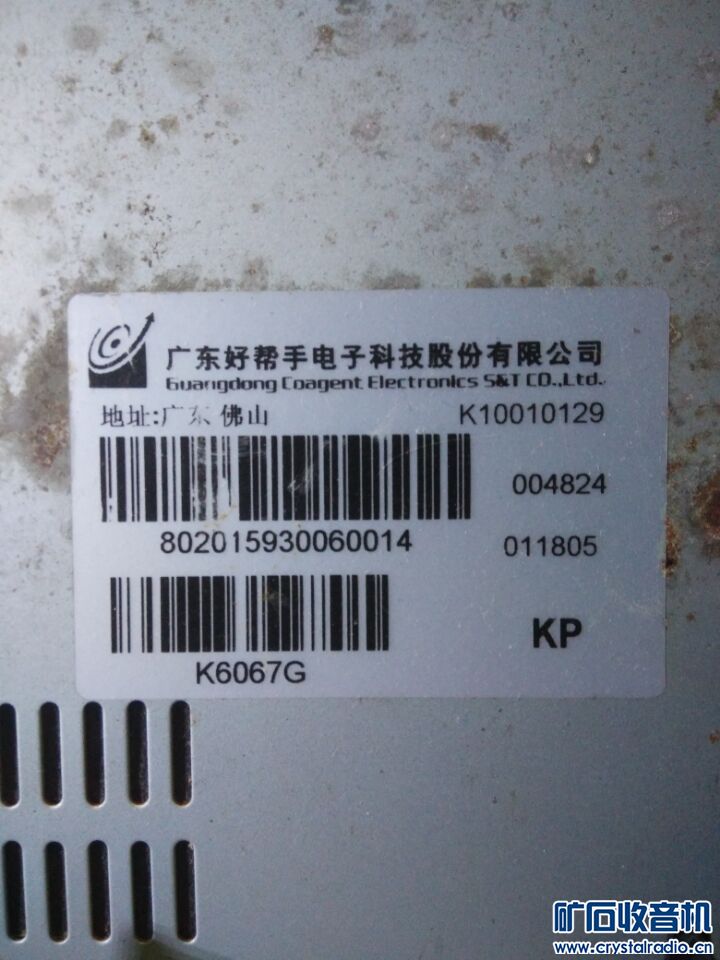 广东好帮手电子科技股份有限公司
Guangdong Coagent Electronics S&T CO.,Ltd.
地址:广东 佛山 K10010129
004824
802015930060014 011805
KP
K6067G
矿石收音机
www.crystalradio.cn